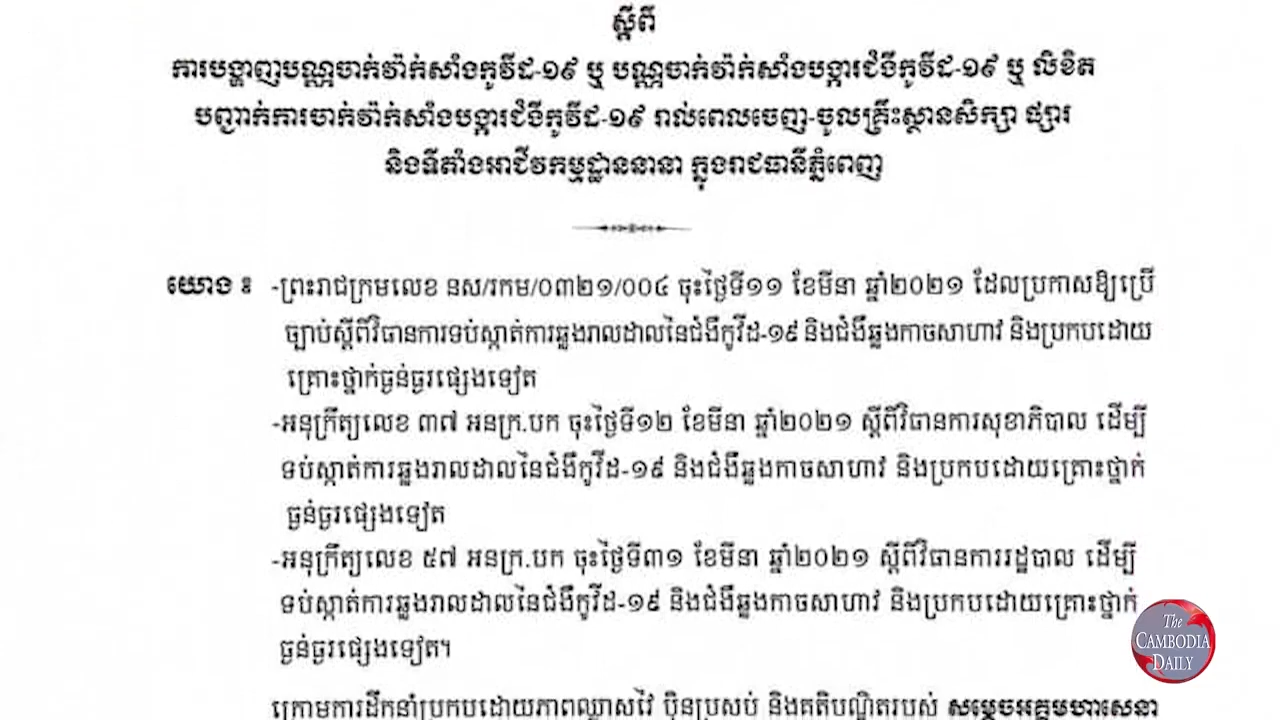 ស្ដីពី
ការបង្ហាញបណ្ណចាក់វ៉ាក់សាំងកូវីដ-១៩ ឬ បណ្ណចាក់វ៉ាក់សាំងបង្ការជំងឺកូវីដ-១៩ ឬ លិខិត
បញ្ជាក់ការចាក់វ៉ាក់សាំងបង្ការជំងឺកូវីដ-១៩ រាល់ពេលចេញ-ចូលគ្រឹះស្ថានសិក្សា ផ្សារ
និងទីតាំងអាជីវកម្មដ្ឋាននានា ក្នុងរាជធានីភ្នំពេញ
យោង ៖ -ព្រះរាជក្រមលេខ នស/រកម/០៣២១/០០៤ ចុះថ្ងៃទី១១ ខែមីនា ឆ្នាំ២០២១ ដែលប្រកាសឱ្យប្រើ
ច្បាប់ស្ដីពីវិធានការទប់ស្កាត់ការឆ្លងរាលដាលនៃជំងឺកូវីដ-១៩ និងជំងឺឆ្លងកាចសាហាវ និងប្រកបដោយ
គ្រោះថ្នាក់ធ្ងន់ធ្ងរផ្សេងទៀត
-អនុក្រឹត្យលេខ ៣៧ អនក្រ.បក ចុះថ្ងៃទី១២ ខែមីនា ឆ្នាំ២០២១ ស្ដីពីវិធានការសុខាភិបាល ដើម្បី
ទប់ស្កាត់ការឆ្លងរាលដាលនៃជំងឺកូវីដ-១៩ និងជំងឺឆ្លងកាចសាហាវ និងប្រកបដោយគ្រោះថ្នាក់
ធ្ងន់ធ្ងរផ្សេងទៀត
-អនុក្រឹត្យលេខ ៥៧ អនក្រ.បក ចុះថ្ងៃទី៣១ ខែមីនា ឆ្នាំ២០២១ ស្ដីពីវិធានការរដ្ឋបាល ដើម្បី
ទប់ស្កាត់ការឆ្លងរាលដាលនៃជំងឺកូវីដ-១៩ និងជំងឺឆ្លងកាចសាហាវ និងប្រកបដោយគ្រោះថ្នាក់
ធ្ងន់ធ្ងរផ្សេងទៀត។
ក្រោមការដឹកនាំប្រកបដោយភាពឈ្លាសវៃ ប៉ិនប្រសប់ និងគតិបណ្ឌិតរបស់ សម្ដេចអគ្គមហាសេនា
The
CAMBODIA
DAILY